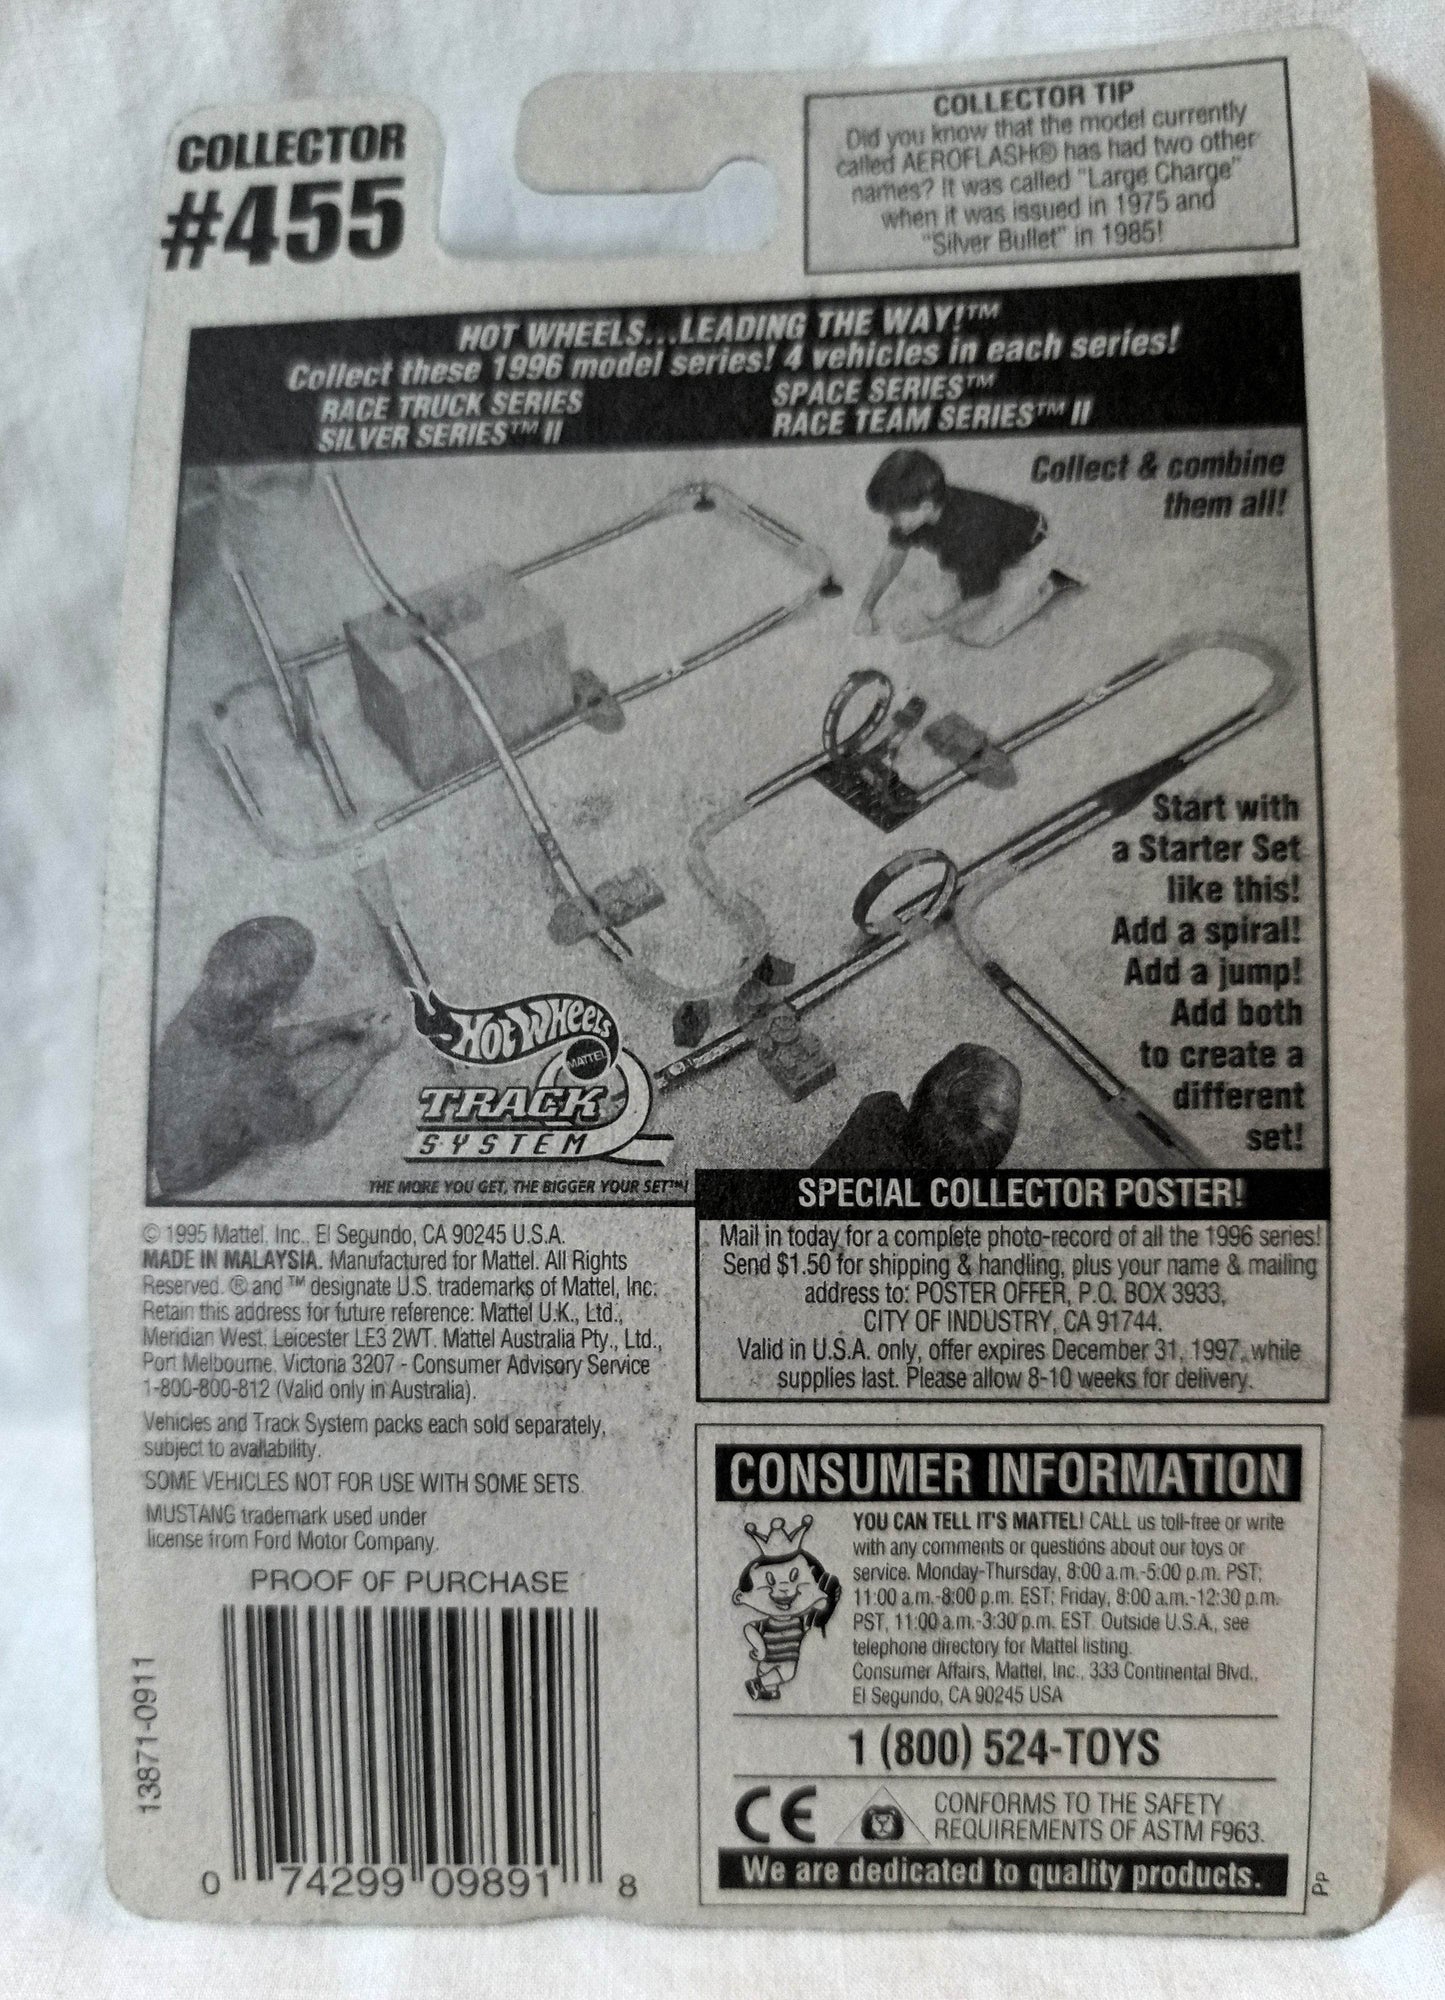 COLLECTOR
#455
COLLECTOR TIP
Did you know that the model currently
called AEROFLASH® has had two other
names? It was called "Large Charge"
when it was issued in 1975 and
"Silver Bullet" in 1985!
HOT WHEELS...LEADING THE WAY!™
Collect these 1996 model series! 4 vehicles in each series!
RACE TRUCK SERIES
SILVER SERIES™ II
SPACE SERIES™
RACE TEAM SERIES™ II
Collect & combine
them all!
Start with
a Starter Set
like this!
Add a spiral!
Add a jump!
Add both
to create a
different
set!
HOT WHEELS
MATTEL
TRACK
SYSTEM
THE MORE YOU GET, THE BIGGER YOUR SET™!
© 1995 Mattel, Inc., El Segundo, CA 90245 U.S.A.
MADE IN MALAYSIA. Manufactured for Mattel. All Rights
Reserved. ® and ™ designate U.S. trademarks of Mattel, Inc.
Retain this address for future reference: Mattel U.K., Ltd.,
Meridian West, Leicester LE3 2WT. Mattel Australia Pty., Ltd.,
Port Melbourne, Victoria 3207 - Consumer Advisory Service
1-800-800-812 (Valid only in Australia).
Vehicles and Track System packs each sold separately,
subject to availability.
SOME VEHICLES NOT FOR USE WITH SOME SETS.
MUSTANG trademark used under
license from Ford Motor Company.
PROOF OF PURCHASE
13871-0911
0 74299 09891 8
SPECIAL COLLECTOR POSTER!
Mail in today for a complete photo-record of all the 1996 series!
Send $1.50 for shipping & handling, plus your name & mailing
address to: POSTER OFFER, P.O. BOX 3933,
CITY OF INDUSTRY, CA 91744.
Valid in U.S.A. only, offer expires December 31, 1997, while
supplies last. Please allow 8-10 weeks for delivery.
CONSUMER INFORMATION
YOU CAN TELL IT'S MATTEL! CALL us toll-free or write
with any comments or questions about our toys or
service. Monday-Thursday, 8:00 a.m.-5:00 p.m. PST;
11:00 a.m.-8:00 p.m. EST; Friday, 8:00 a.m.-12:30 p.m.
PST, 11:00 a.m.-3:30 p.m. EST. Outside U.S.A., see
telephone directory for Mattel listing.
Consumer Affairs, Mattel, Inc., 333 Continental Blvd.,
El Segundo, CA 90245 USA
1 (800) 524-TOYS
CE
CONFORMS TO THE SAFETY
REQUIREMENTS OF ASTM F963.
We are dedicated to quality products.
Pp